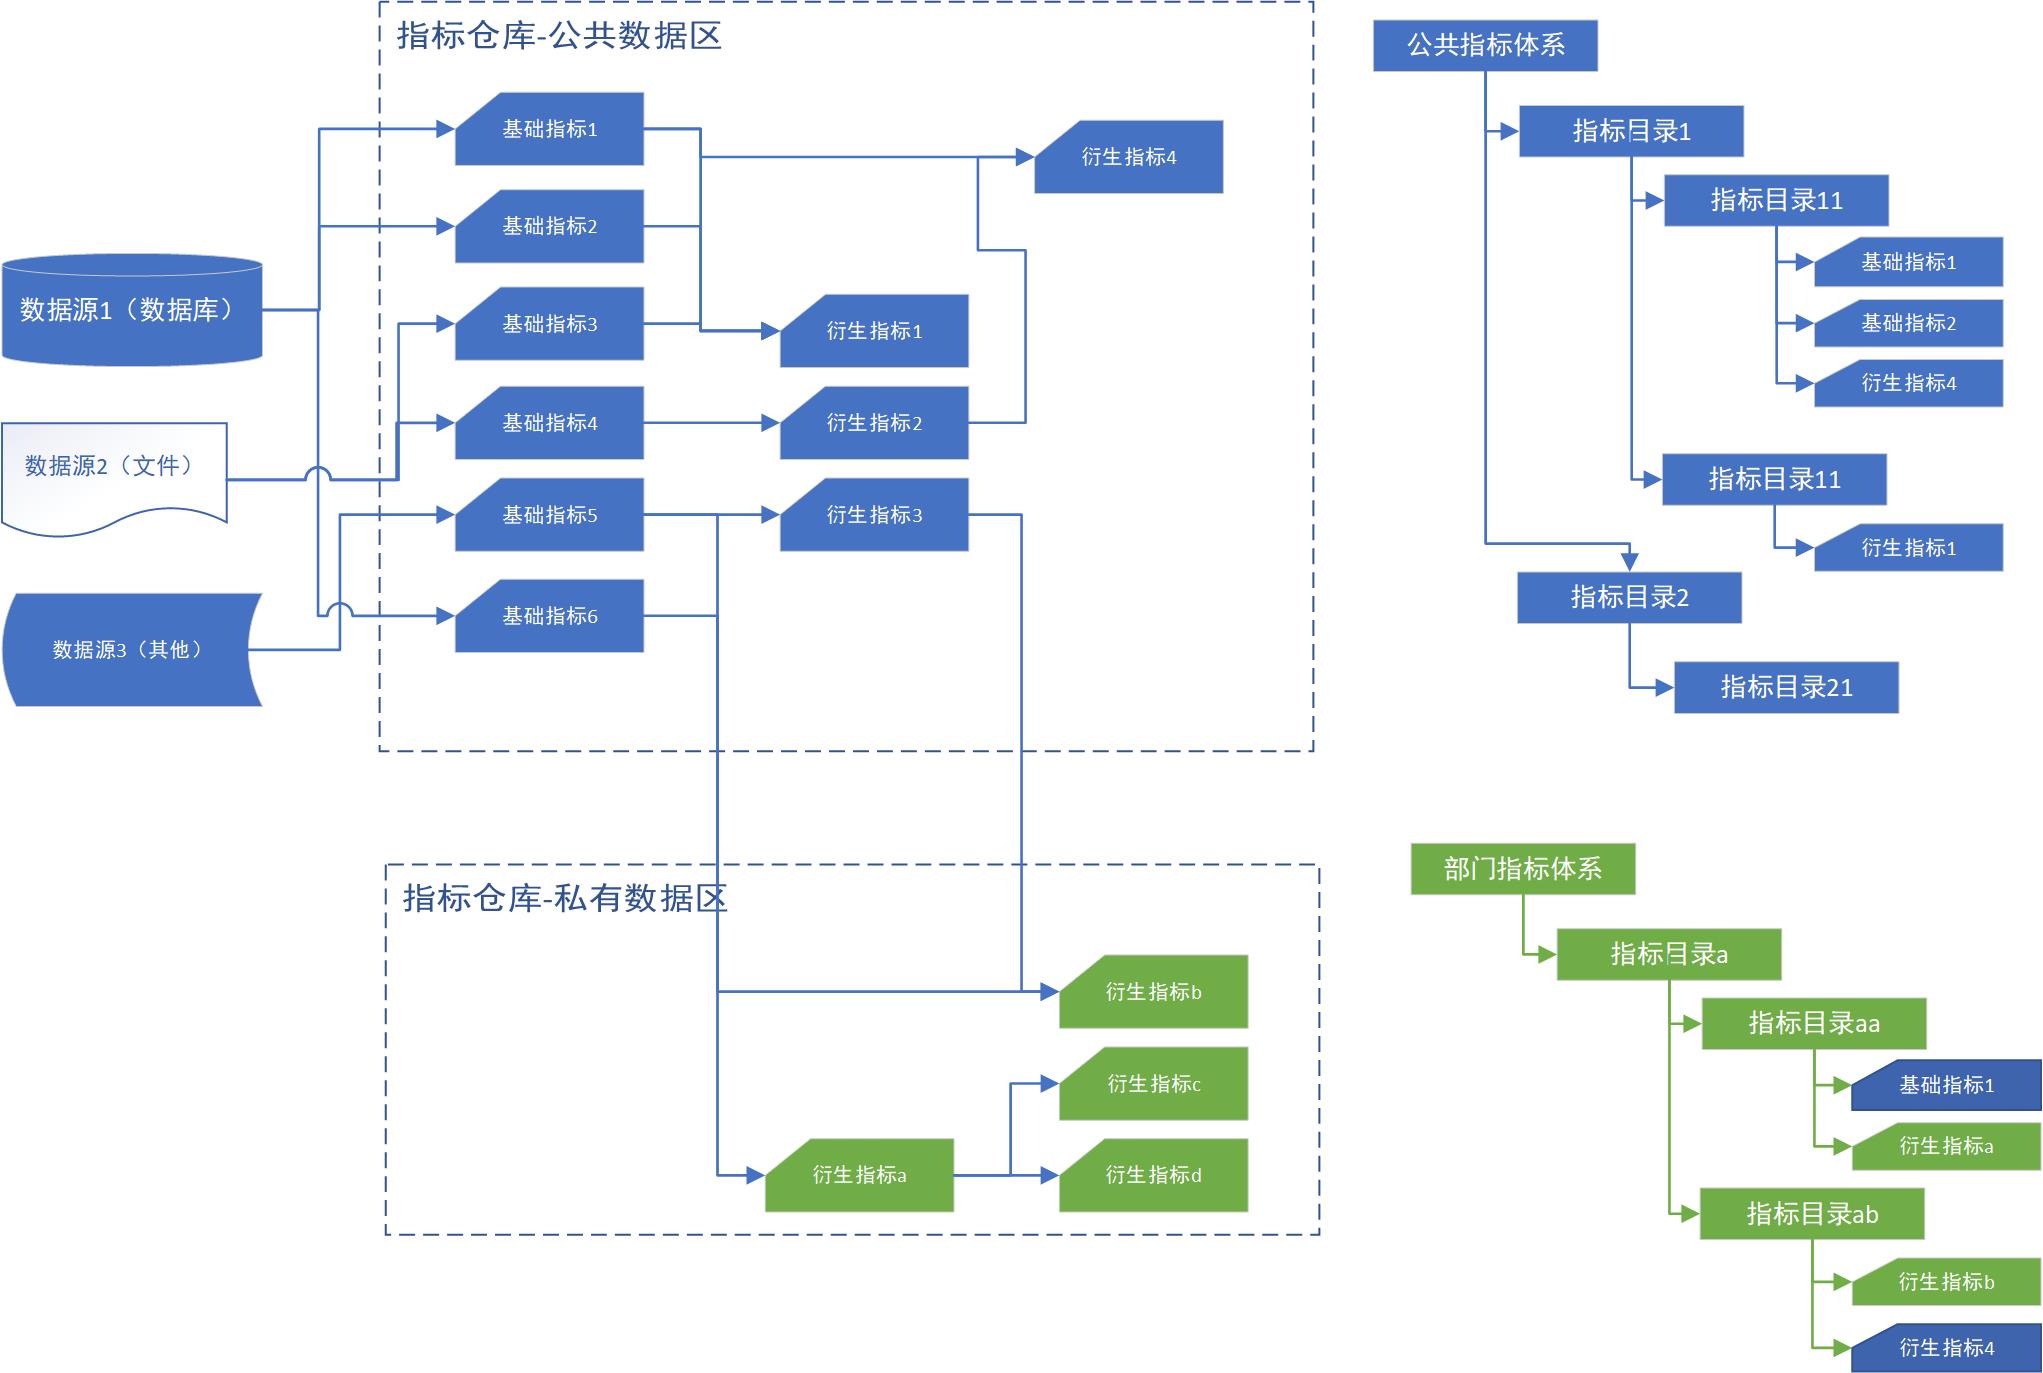 指标仓库-公共数据区
基础指标1
基础指标2
基础指标3
基础指标4
基础指标5
基础指标6
衍生指标4
衍生指标1
衍生指标2
衍生指标3
数据源1（数据库）
数据源2（文件）
数据源3（其他）
指标仓库-私有数据区
衍生指标b
衍生指标c
衍生指标a
衍生指标d
公共指标体系
指标目录1
指标目录11
基础指标1
基础指标2
衍生指标4
指标目录11
衍生指标1
指标目录2
指标目录21
部门指标体系
指标目录a
指标目录aa
基础指标1
衍生指标a
指标目录ab
衍生指标b
衍生指标4